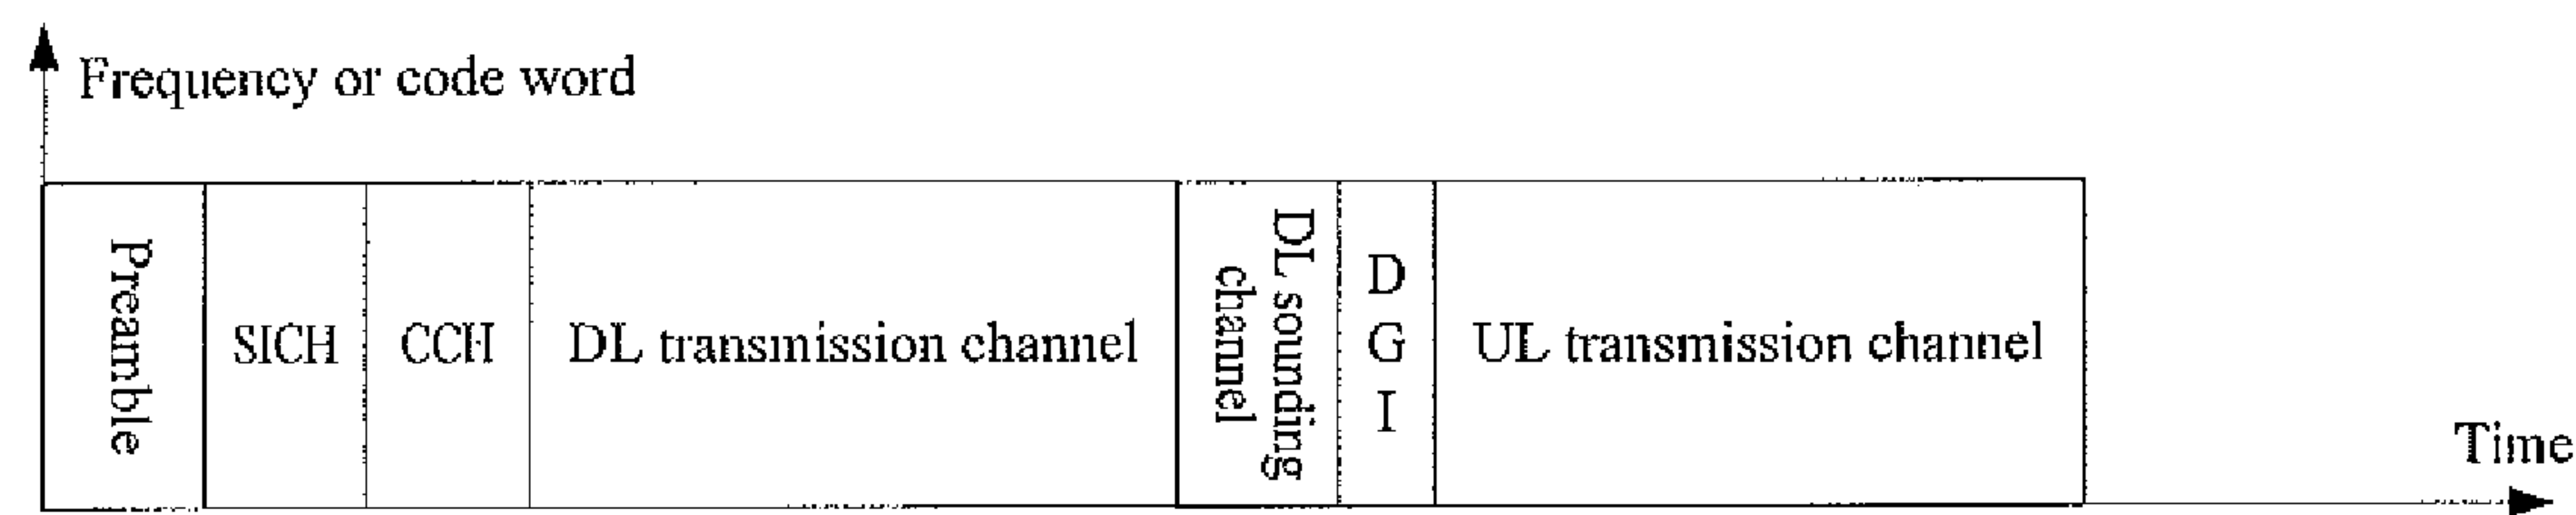 Frequency or code word
Preamble
SICH
CCH
DL transmission channel
DL sounding
channel
D
G
I
UL transmission channel
Time